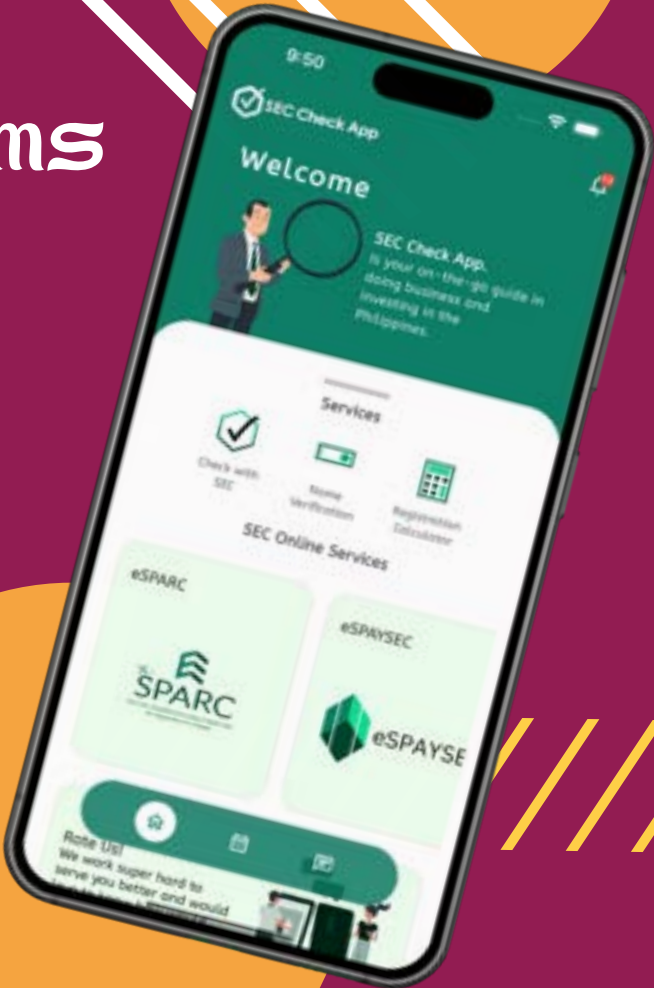 ms
9:50
SEC Check App
Welcome
SEC Check App.
is your on-the-go guide in
doing business and
investing in the
Philippines.
Services
Check with
SEC
Name
Verification
Registration
Calculator
SEC Online Services
eSPARC
eSPAYSEC
SPARC
eSPAYSE
Rate Us!
We work super hard to
serve you better and would